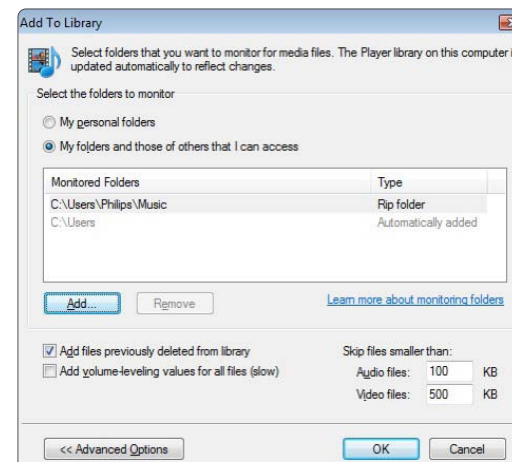 Add To Library
Select folders that you want to monitor for media files. The Player library on this computer
updated automatically to reflect changes.
Select the folders to monitor
My personal folders
My folders and those of others that I can access
Monitored Folders Type
C:\Users\Philips\Music Rip folder
C:\Users Automatically added
Add... Remove Learn more about monitoring folders
Add files previously deleted from library Skip files smaller than:
Add volume-leveling values for all files (slow) Audio files: 100 KB
Video files: 500 KB
<< Advanced Options OK Cancel